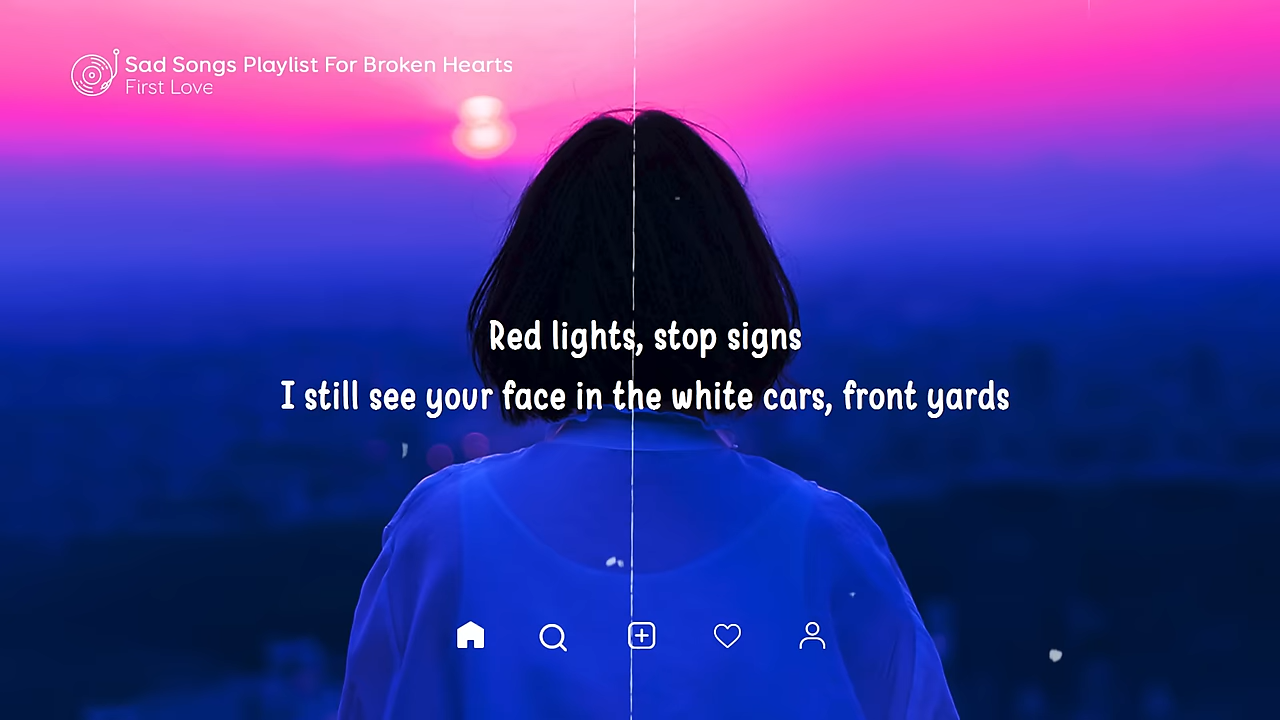 Sad Songs Playlist For Broken Hearts
First Love
Red lights, stop signs
I still see your face in the white cars, front yards